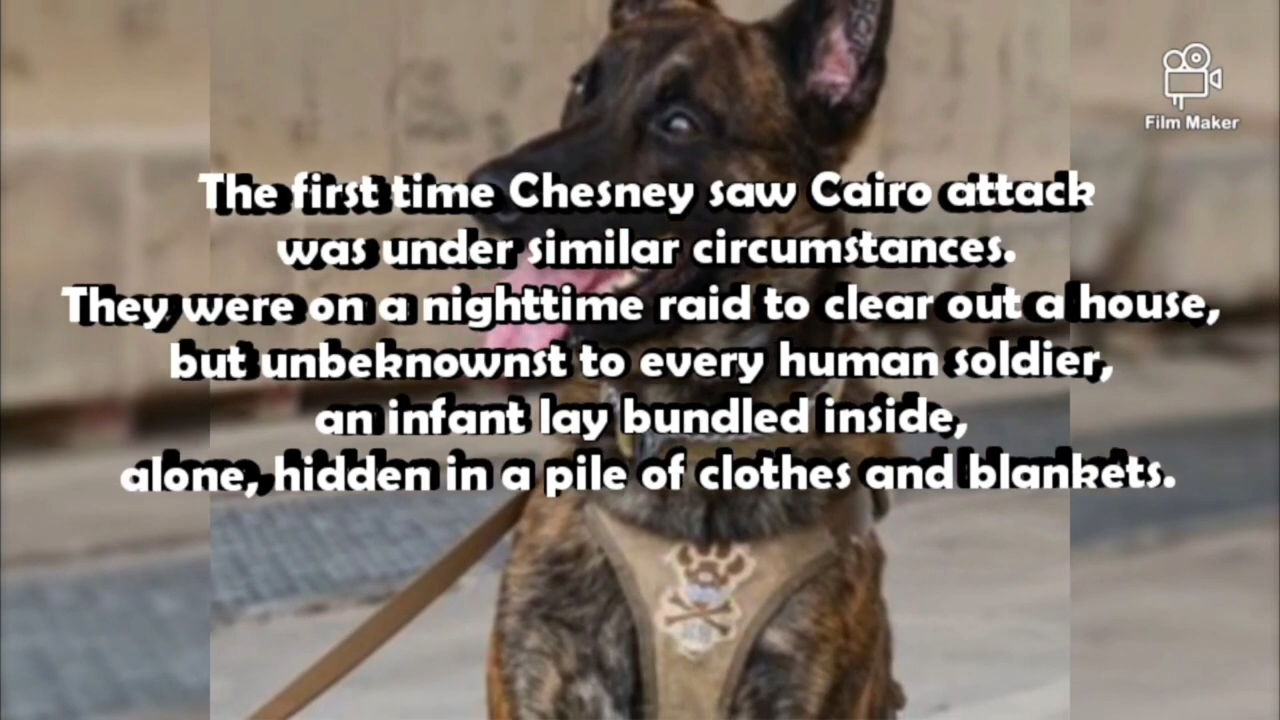 Film Maker
The first time Chesney saw Cairo attack
was under similar circumstances.
They were on a nighttime raid to clear out a house,
but unbeknownst to every human soldier,
an infant lay bundled inside,
alone, hidden in a pile of clothes and blankets.